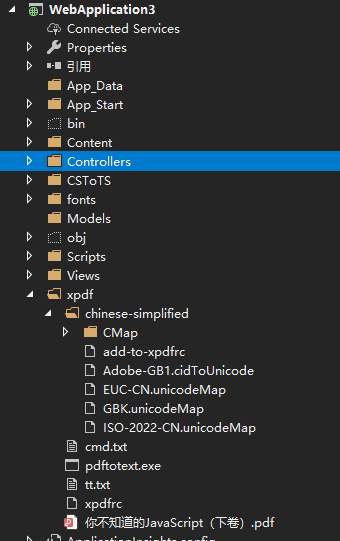 WebApplication3
Connected Services
Properties
引用
App_Data
App_Start
bin
Content
Controllers
CSToTS
fonts
Models
obj
Scripts
Views
xpdf
chinese-simplified
CMap
add-to-xpdfrc
Adobe-GB1.cidToUnicode
EUC-CN.unicodeMap
GBK.unicodeMap
ISO-2022-CN.unicodeMap
cmd.txt
pdftotext.exe
tt.txt
xpdfrc
你不知道的JavaScript（下卷）.pdf
ApplicationInsights.config